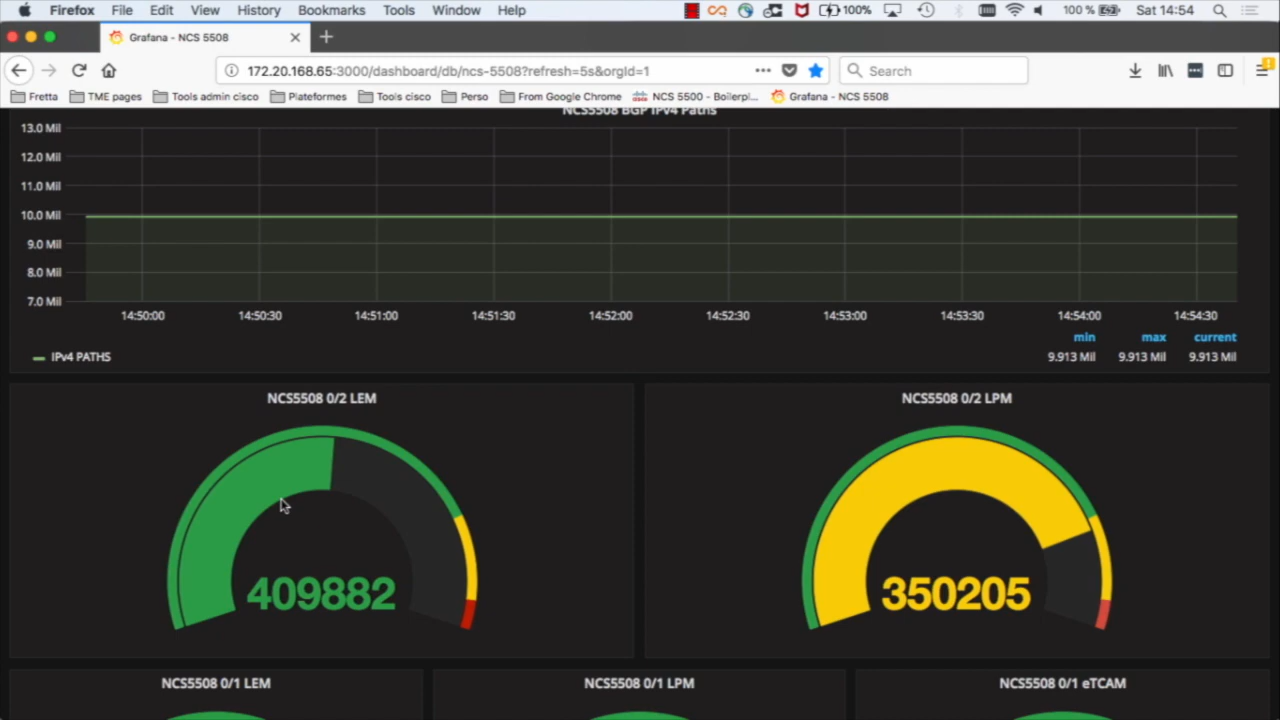 Firefox File Edit View History Bookmarks Tools Window Help 100% 100 % Sat 14:54
Grafana - NCS 5508
172.20.168.65:3000/dashboard/db/ncs-5508?refresh=5s&orgId=1 Search
Fretta TME pages Tools admin cisco Plateformes Tools cisco Perso From Google Chrome NCS 5500 - Boilerpl... Grafana - NCS 5508
NCS5508 BGP IPv4 Paths
13.0 Mil
12.0 Mil
11.0 Mil
10.0 Mil
9.0 Mil
8.0 Mil
7.0 Mil
14:50:00 14:50:30 14:51:00 14:51:30 14:52:00 14:52:30 14:53:00 14:53:30 14:54:00 14:54:30
min max current
IPv4 PATHS 9.913 Mil 9.913 Mil 9.913 Mil
NCS5508 0/2 LEM NCS5508 0/2 LPM
409882 350205
NCS5508 0/1 LEM NCS5508 0/1 LPM NCS5508 0/1 eTCAM